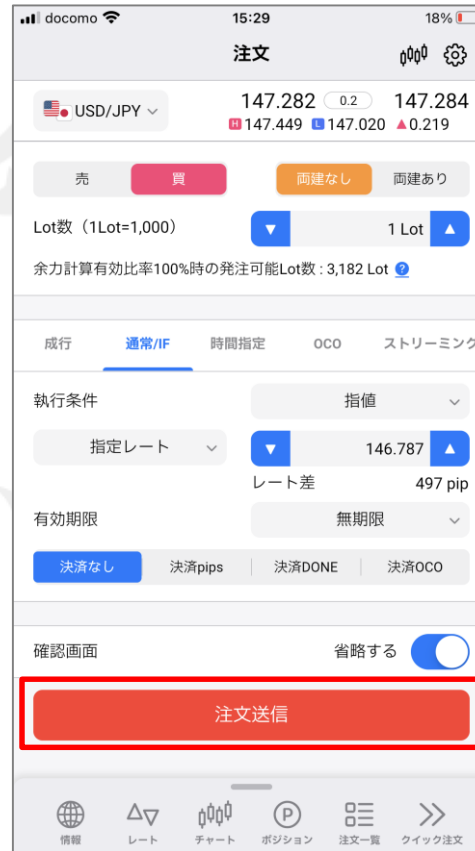 docomo 15:29 18%
注文
USD/JPY 147.282 0.2 147.284
H 147.449 L 147.020 ▲0.219
売 買 両建なし 両建あり
Lot数（1Lot=1,000） ▼ 1 Lot ▲
余力計算有効比率100%時の発注可能Lot数 : 3,182 Lot ?
成行 通常/IF 時間指定 OCO ストリーミング
執行条件 指値
指定レート ▼ 146.787 ▲
レート差 497 pip
有効期限 無期限
決済なし 決済pips 決済DONE 決済OCO
確認画面 省略する
注文送信
P
情報 レート チャート ポジション 注文一覧 クイック注文